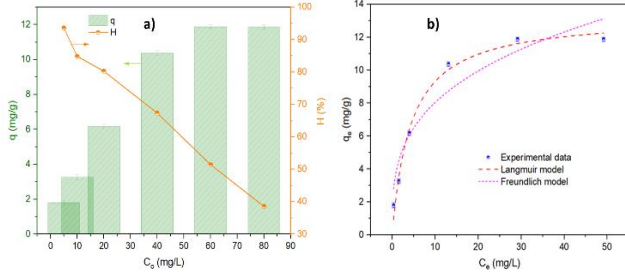 a)
q
H
q (mg/g)
12
10
8
6
4
2
0
H (%)
100
90
80
70
60
50
40
30
0 10 20 30 40 50 60 70 80 90
C₀ (mg/L)
b)
qₑ (mg/g)
14
12
10
8
6
4
2
0
Experimental data
Langmuir model
Freundlich model
0 10 20 30 40 50
Cₑ (mg/L)